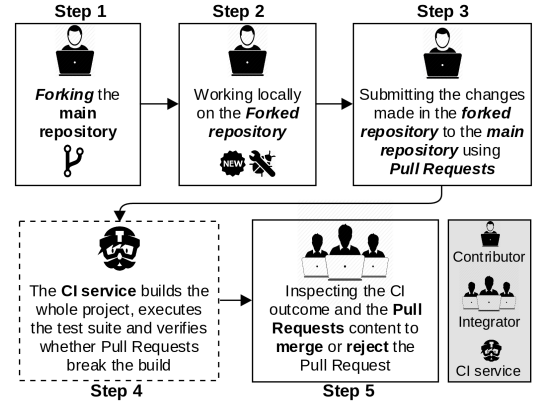 Step 1
Forking the
main
repository
Step 2
Working locally
on the Forked
repository
NEW
Step 3
Submitting the changes
made in the forked
repository to the main
repository using
Pull Requests
The CI service builds the
whole project, executes
the test suite and verifies
whether Pull Requests
break the build
Step 4
Inspecting the CI
outcome and the Pull
Requests content to
merge or reject the
Pull Request
Step 5
Contributor
Integrator
CI service